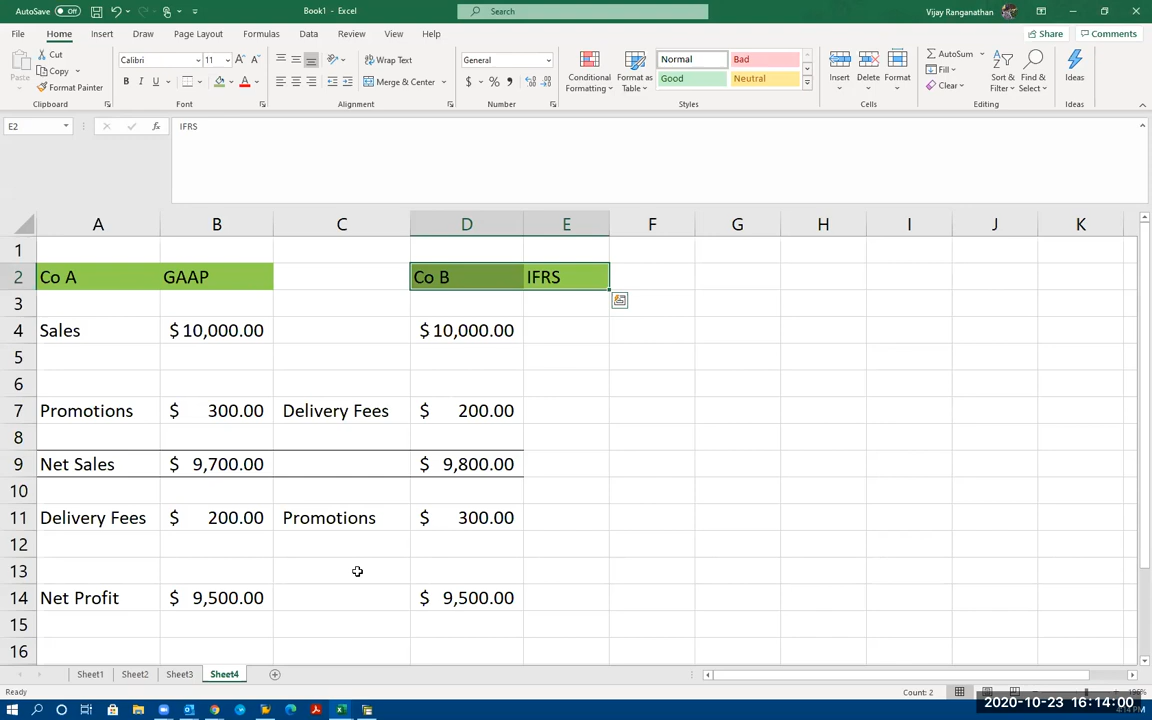 AutoSave Off Book1 - Excel Search Vijay Ranganathan
File Home Insert Draw Page Layout Formulas Data Review View Help Share Comments
Paste Cut Copy Format Painter Clipboard
Calibri 11 A A B I U A Font
Wrap Text Merge & Center Alignment
General $ % , Number
Conditional Formatting Format as Table Normal Bad Good Neutral Styles
Insert Delete Format Cells
AutoSum Fill Clear Sort & Filter Find & Select Editing
Ideas Ideas
E2 fx IFRS
A B C D E F G H I J K
1
2 Co A GAAP Co B IFRS
3
4 Sales $ 10,000.00 $ 10,000.00
5
6
7 Promotions $ 300.00 Delivery Fees $ 200.00
8
9 Net Sales $ 9,700.00 $ 9,800.00
10
11 Delivery Fees $ 200.00 Promotions $ 300.00
12
13
14 Net Profit $ 9,500.00 $ 9,500.00
15
16
Sheet1 Sheet2 Sheet3 Sheet4
Ready Count: 2
2020-10-23 16:14:00